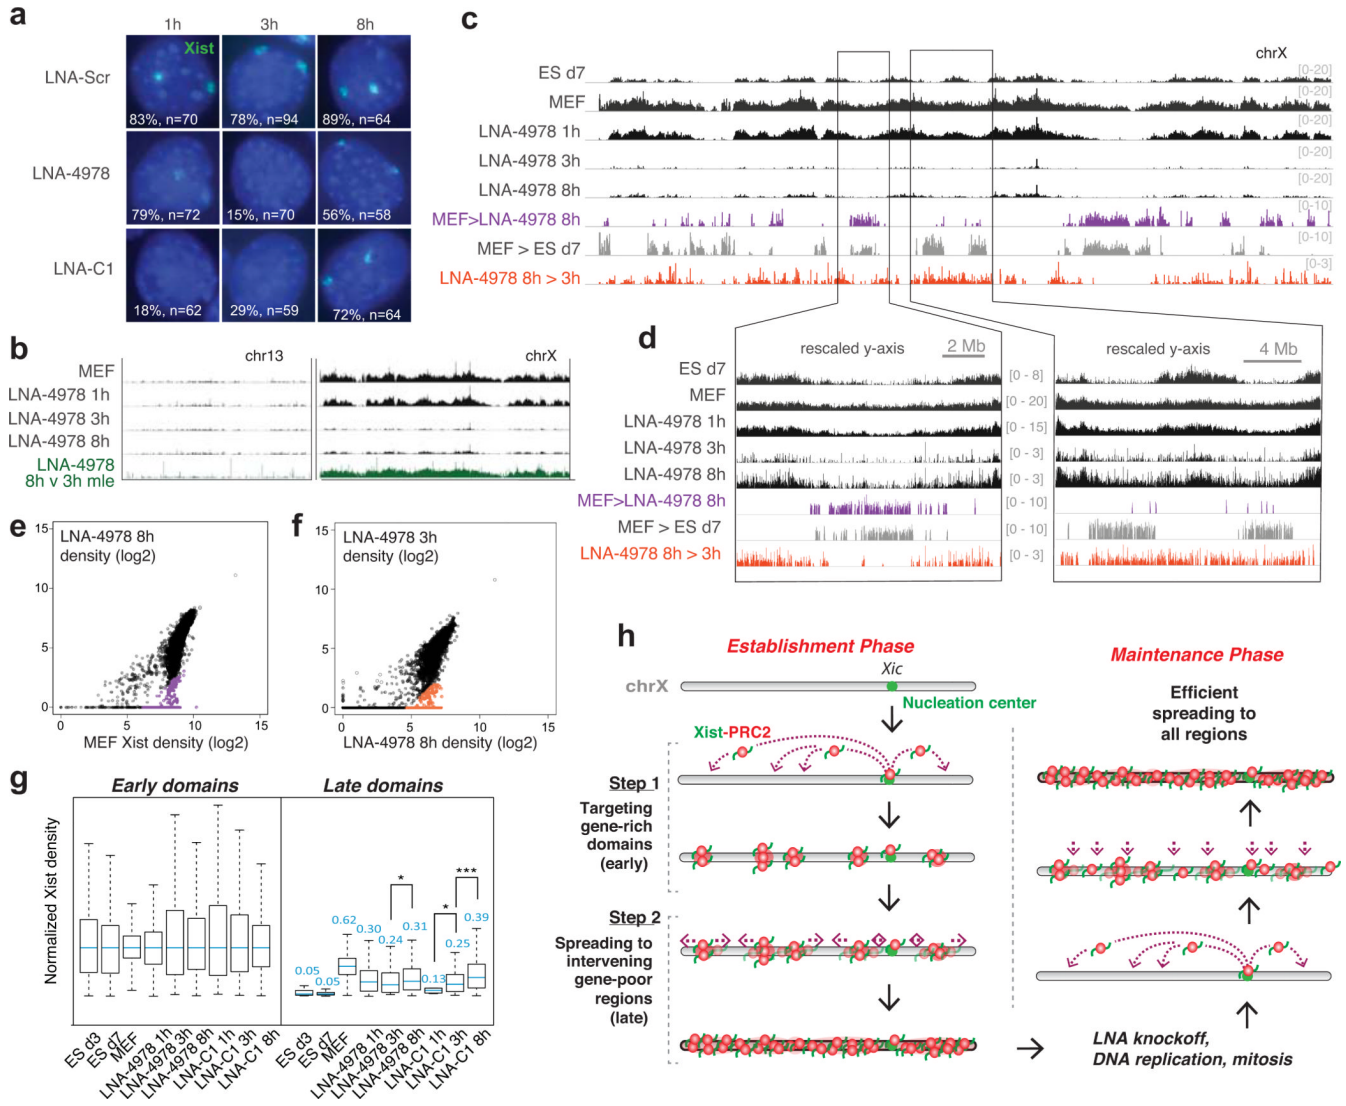 a
1h
3h
8h
LNA-Scr
Xist
83%, n=70
78%, n=94
89%, n=64
LNA-4978
79%, n=72
15%, n=70
56%, n=58
LNA-C1
18%, n=62
29%, n=59
72%, n=64
b
chr13
chrX
MEF
LNA-4978 1h
LNA-4978 3h
LNA-4978 8h
LNA-4978
8h v 3h mle
c
chrX
ES d7
[0-20]
MEF
[0-20]
LNA-4978 1h
[0-20]
LNA-4978 3h
[0-20]
LNA-4978 8h
[0-20]
MEF>LNA-4978 8h
[0-10]
MEF > ES d7
[0-10]
LNA-4978 8h > 3h
[0-3]
d
rescaled y-axis
2 Mb
rescaled y-axis
4 Mb
ES d7
[0 - 8]
MEF
[0 - 20]
LNA-4978 1h
[0 - 15]
LNA-4978 3h
[0 - 3]
LNA-4978 8h
[0 - 3]
MEF>LNA-4978 8h
[0 - 10]
MEF > ES d7
[0 - 10]
LNA-4978 8h > 3h
[0 - 3]
e
15
10
5
0
LNA-4978 8h
density (log2)
0
5
10
15
MEF Xist density (log2)
f
15
10
5
0
LNA-4978 3h
density (log2)
0
5
10
15
LNA-4978 8h density (log2)
g
Early domains
Late domains
Normalized Xist density
0.05
0.05
0.62
0.30
0.24
0.31
0.13
0.25
0.39
*
*
***
ES d3
ES d7
MEF
LNA-4978 1h
LNA-4978 3h
LNA-4978 8h
LNA-C1 1h
LNA-C1 3h
LNA-C1 8h
ES d3
ES d7
MEF
LNA-4978 1h
LNA-4978 3h
LNA-4978 8h
LNA-C1 1h
LNA-C1 3h
LNA-C1 8h
h
Establishment Phase
Xic
chrX
Nucleation center
Xist-PRC2
Step 1
Targeting
gene-rich
domains
(early)
Step 2
Spreading to
intervening
gene-poor
regions
(late)
Maintenance Phase
Efficient
spreading to
all regions
LNA knockoff,
DNA replication, mitosis